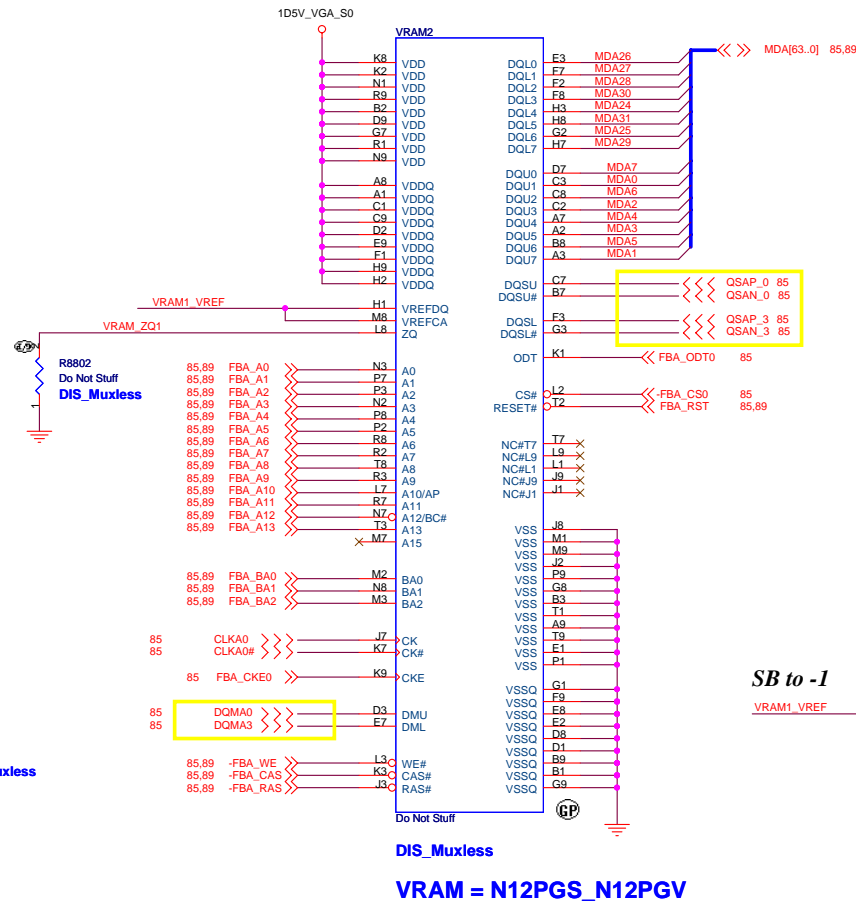 1D5V_VGA_S0
VRAM2
K8 VDD DQL0 E3 MDA26 MDA[63..0] 85,89
K2 VDD DQL1 F7 MDA27
N1 VDD DQL2 F2 MDA28
R9 VDD DQL3 F8 MDA30
B2 VDD DQL4 H3 MDA24
D9 VDD DQL5 H8 MDA31
G7 VDD DQL6 G2 MDA25
R1 VDD DQL7 H7 MDA29
N9 VDD
A8 VDDQ DQU0 D7 MDA7
A1 VDDQ DQU1 C3 MDA0
C1 VDDQ DQU2 C8 MDA6
C9 VDDQ DQU3 C2 MDA2
D2 VDDQ DQU4 A7 MDA4
E9 VDDQ DQU5 A2 MDA3
F1 VDDQ DQU6 B8 MDA5
H9 VDDQ DQU7 A3 MDA1
H2 VDDQ
DQSU C7 QSAP_0 85
DQSU# B7 QSAN_0 85
VRAM1_VREF H1 VREFDQ
M8 VREFCA DQSL F3 QSAP_3 85
VRAM_ZQ1 L8 ZQ DQSL# G3 QSAN_3 85
ODT K1 FBA_ODT0 85
R8802
Do Not Stuff
DIS_Muxless
1
85,89 FBA_A0 N3 A0
85,89 FBA_A1 P7 A1
85,89 FBA_A2 P3 A2 CS# L2 -FBA_CS0 85
85,89 FBA_A3 N2 A3 RESET# T2 FBA_RST 85,89
85,89 FBA_A4 P8 A4
85,89 FBA_A5 P2 A5
85,89 FBA_A6 R8 A6 NC#T7 T7
85,89 FBA_A7 R2 A7 NC#L9 L9
85,89 FBA_A8 T8 A8 NC#L1 L1
85,89 FBA_A9 R3 A9 NC#J9 J9
85,89 FBA_A10 L7 A10/AP NC#J1 J1
85,89 FBA_A11 R7 A11
85,89 FBA_A12 N7 A12/BC#
85,89 FBA_A13 T3 A13 VSS J8
M7 A15 VSS M1
VSS M9
VSS J2
85,89 FBA_BA0 M2 BA0 VSS P9
85,89 FBA_BA1 N8 BA1 VSS G8
85,89 FBA_BA2 M3 BA2 VSS B3
VSS T1
VSS A9
85 CLKA0 J7 CK VSS T9
85 CLKA0# K7 CK# VSS E1
VSS P1
85 FBA_CKE0 K9 CKE
VSSQ G1
VSSQ F9
85 DQMA0 D3 DMU VSSQ E8
85 DQMA3 E7 DML VSSQ E2
VSSQ D8
VSSQ D1
85,89 -FBA_WE L3 WE# VSSQ B9
85,89 -FBA_CAS K3 CAS# VSSQ B1
85,89 -FBA_RAS J3 RAS# VSSQ G9
SB to -1
VRAM1_VREF
uxless
Do Not Stuff
GP
DIS_Muxless
VRAM = N12PGS_N12PGV